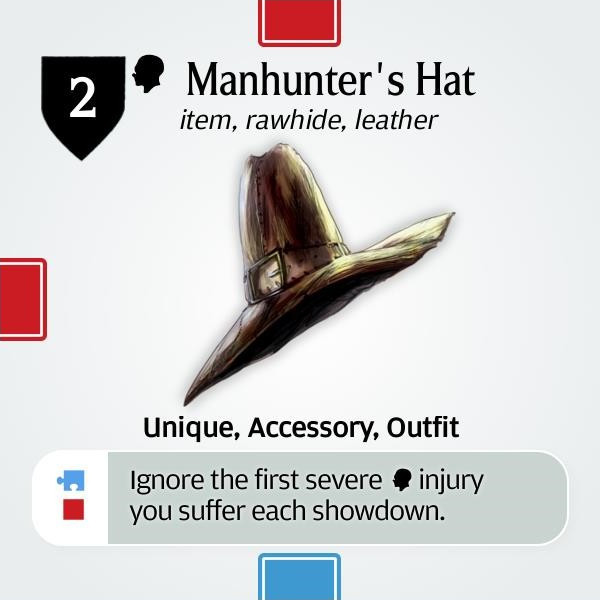 2
Manhunter's Hat
item, rawhide, leather
Unique, Accessory, Outfit
Ignore the first severe injury
you suffer each showdown.